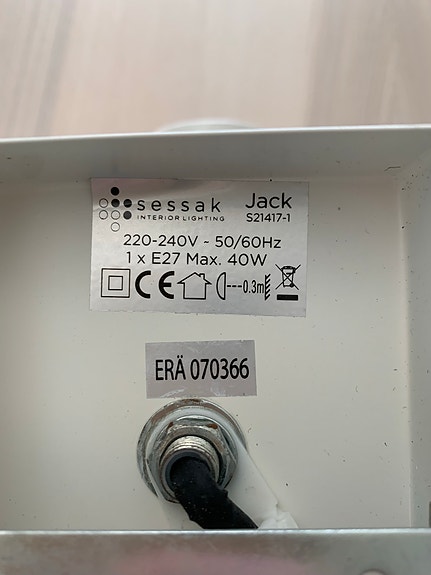 sessak Jack
INTERIOR LIGHTING S21417-1
220-240V ~ 50/60Hz
1 x E27 Max. 40W
CE 0.3m
ERÄ 070366